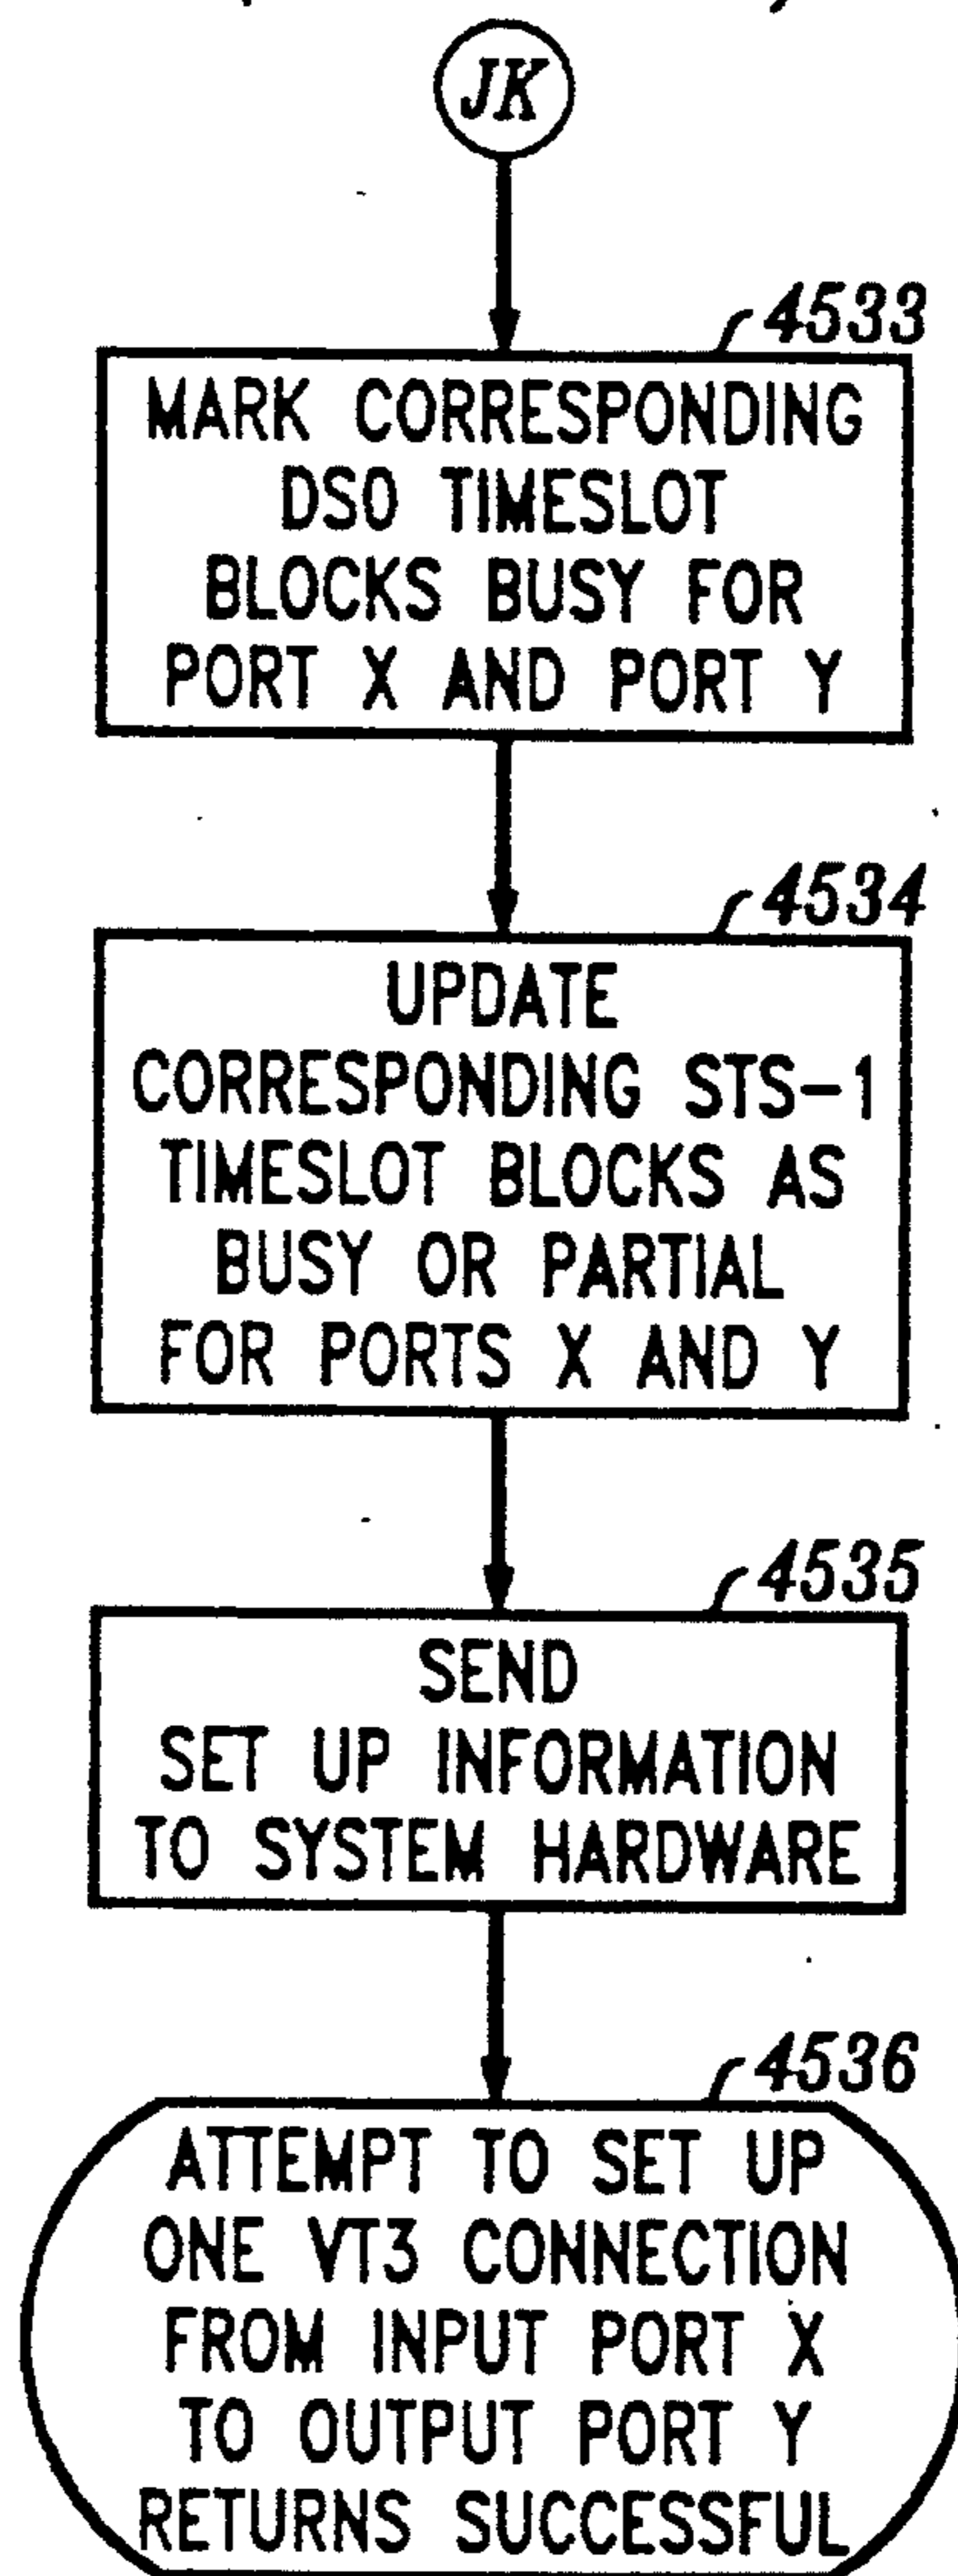 JK
4533
MARK CORRESPONDING
DS0 TIMESLOT
BLOCKS BUSY FOR
PORT X AND PORT Y
4534
UPDATE
CORRESPONDING STS-1
TIMESLOT BLOCKS AS
BUSY OR PARTIAL
FOR PORTS X AND Y
4535
SEND
SET UP INFORMATION
TO SYSTEM HARDWARE
4536
ATTEMPT TO SET UP
ONE VT3 CONNECTION
FROM INPUT PORT X
TO OUTPUT PORT Y
RETURNS SUCCESSFUL